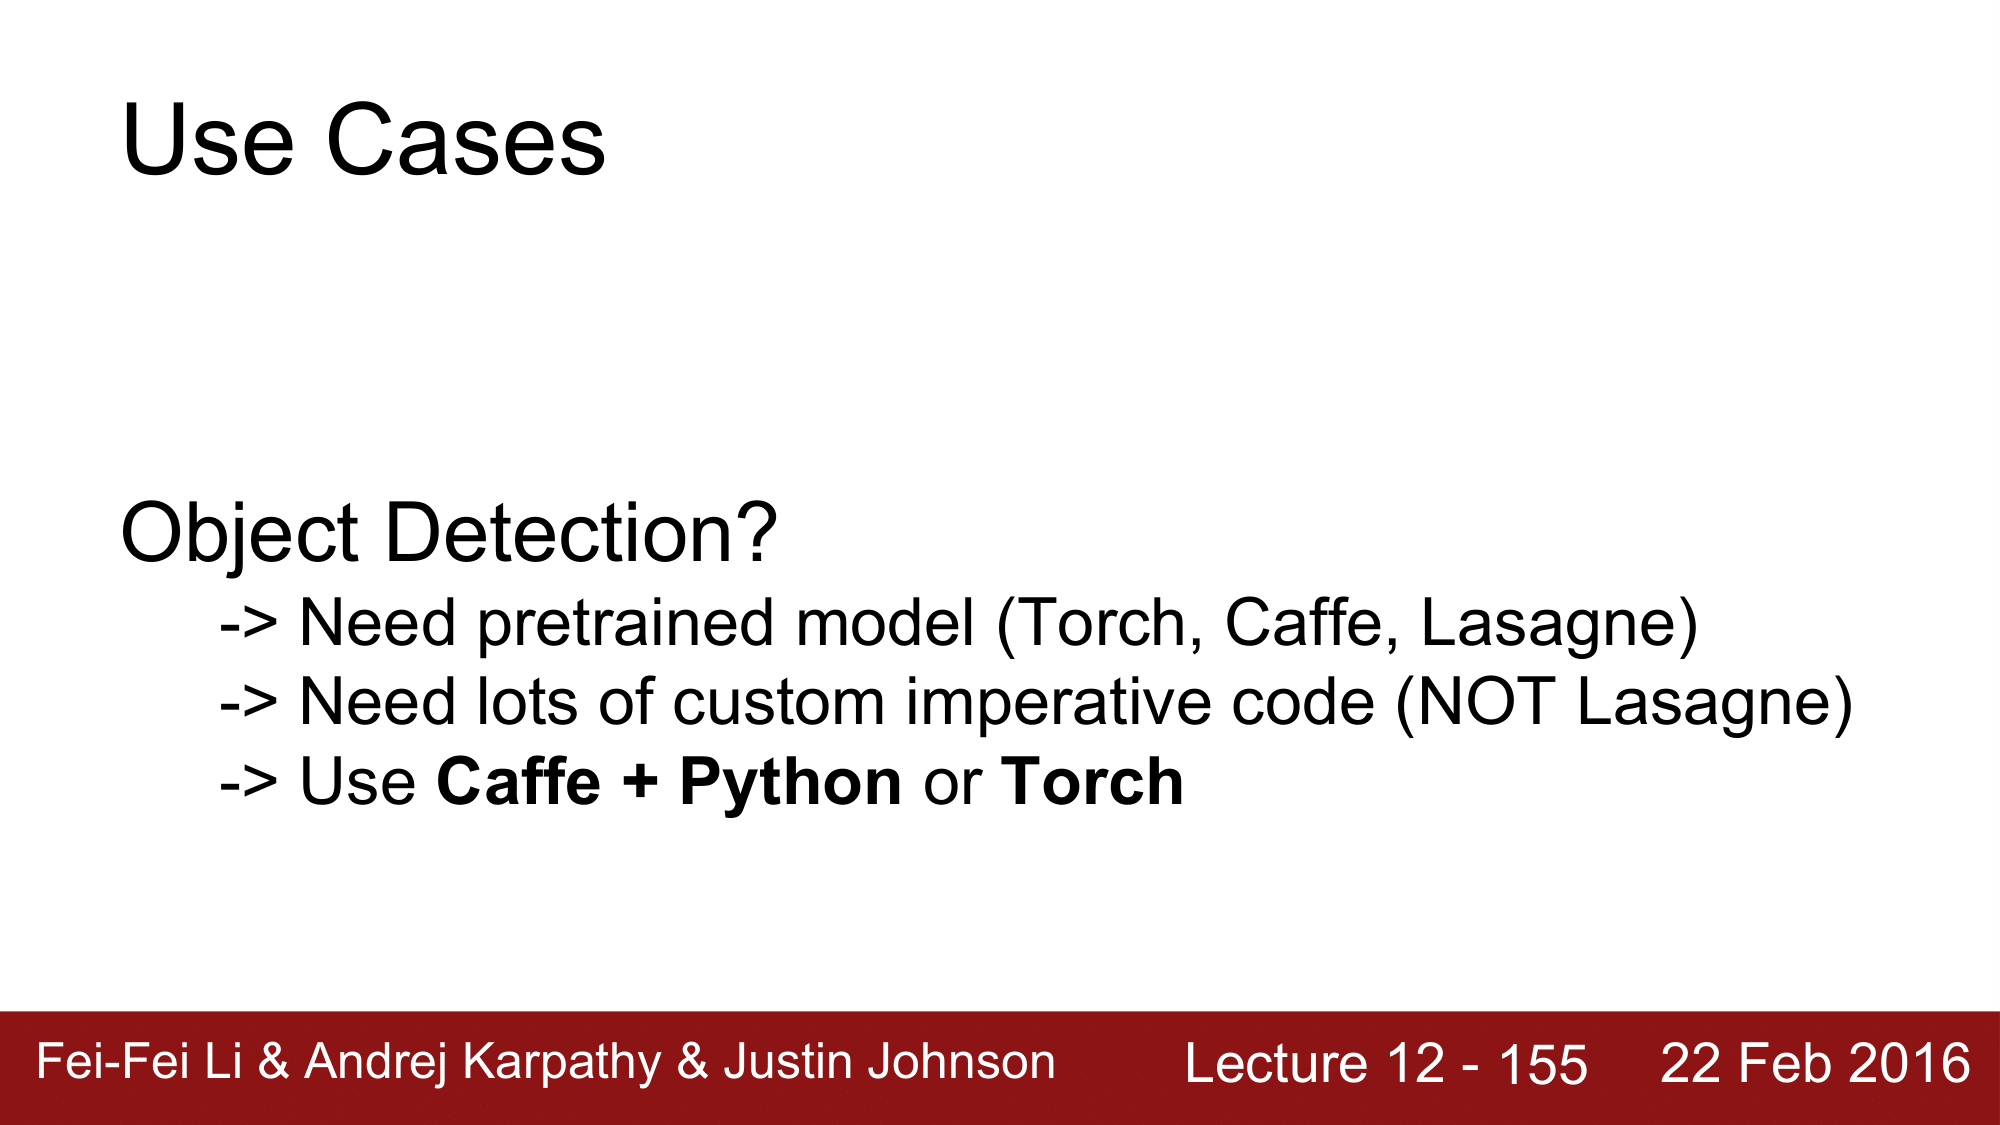 Use Cases
Object Detection?
-> Need pretrained model (Torch, Caffe, Lasagne)
-> Need lots of custom imperative code (NOT Lasagne)
-> Use Caffe + Python or Torch
Fei-Fei Li & Andrej Karpathy & Justin Johnson Lecture 12 - 155 22 Feb 2016